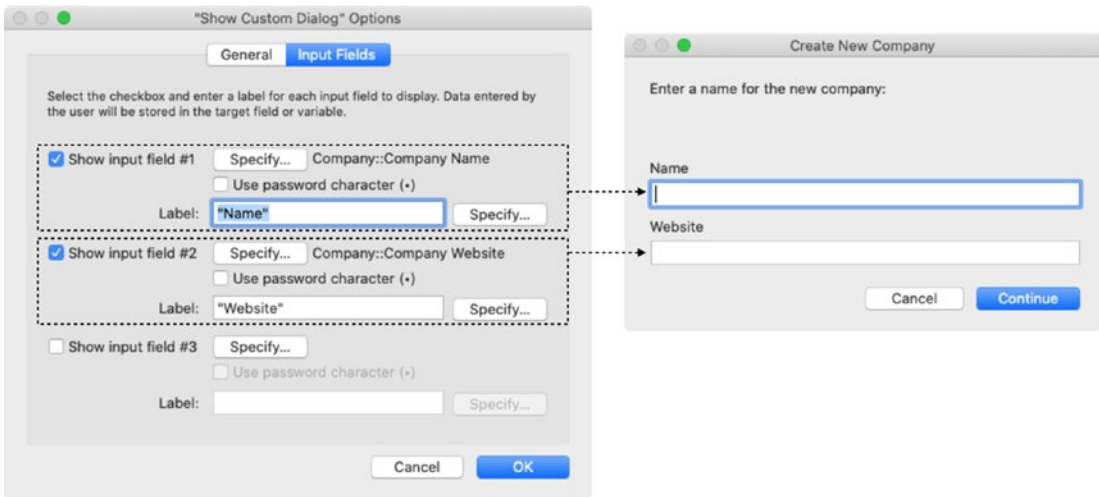 "Show Custom Dialog" Options
General Input Fields
Select the checkbox and enter a label for each input field to display. Data entered by
the user will be stored in the target field or variable.
Show input field #1 Specify... Company::Company Name
Use password character (•)
Label: "Name" Specify...
Show input field #2 Specify... Company::Company Website
Use password character (•)
Label: "Website" Specify...
Show input field #3 Specify...
Use password character (•)
Label: Specify...
Cancel OK
Create New Company
Enter a name for the new company:
Name
Website
Cancel Continue